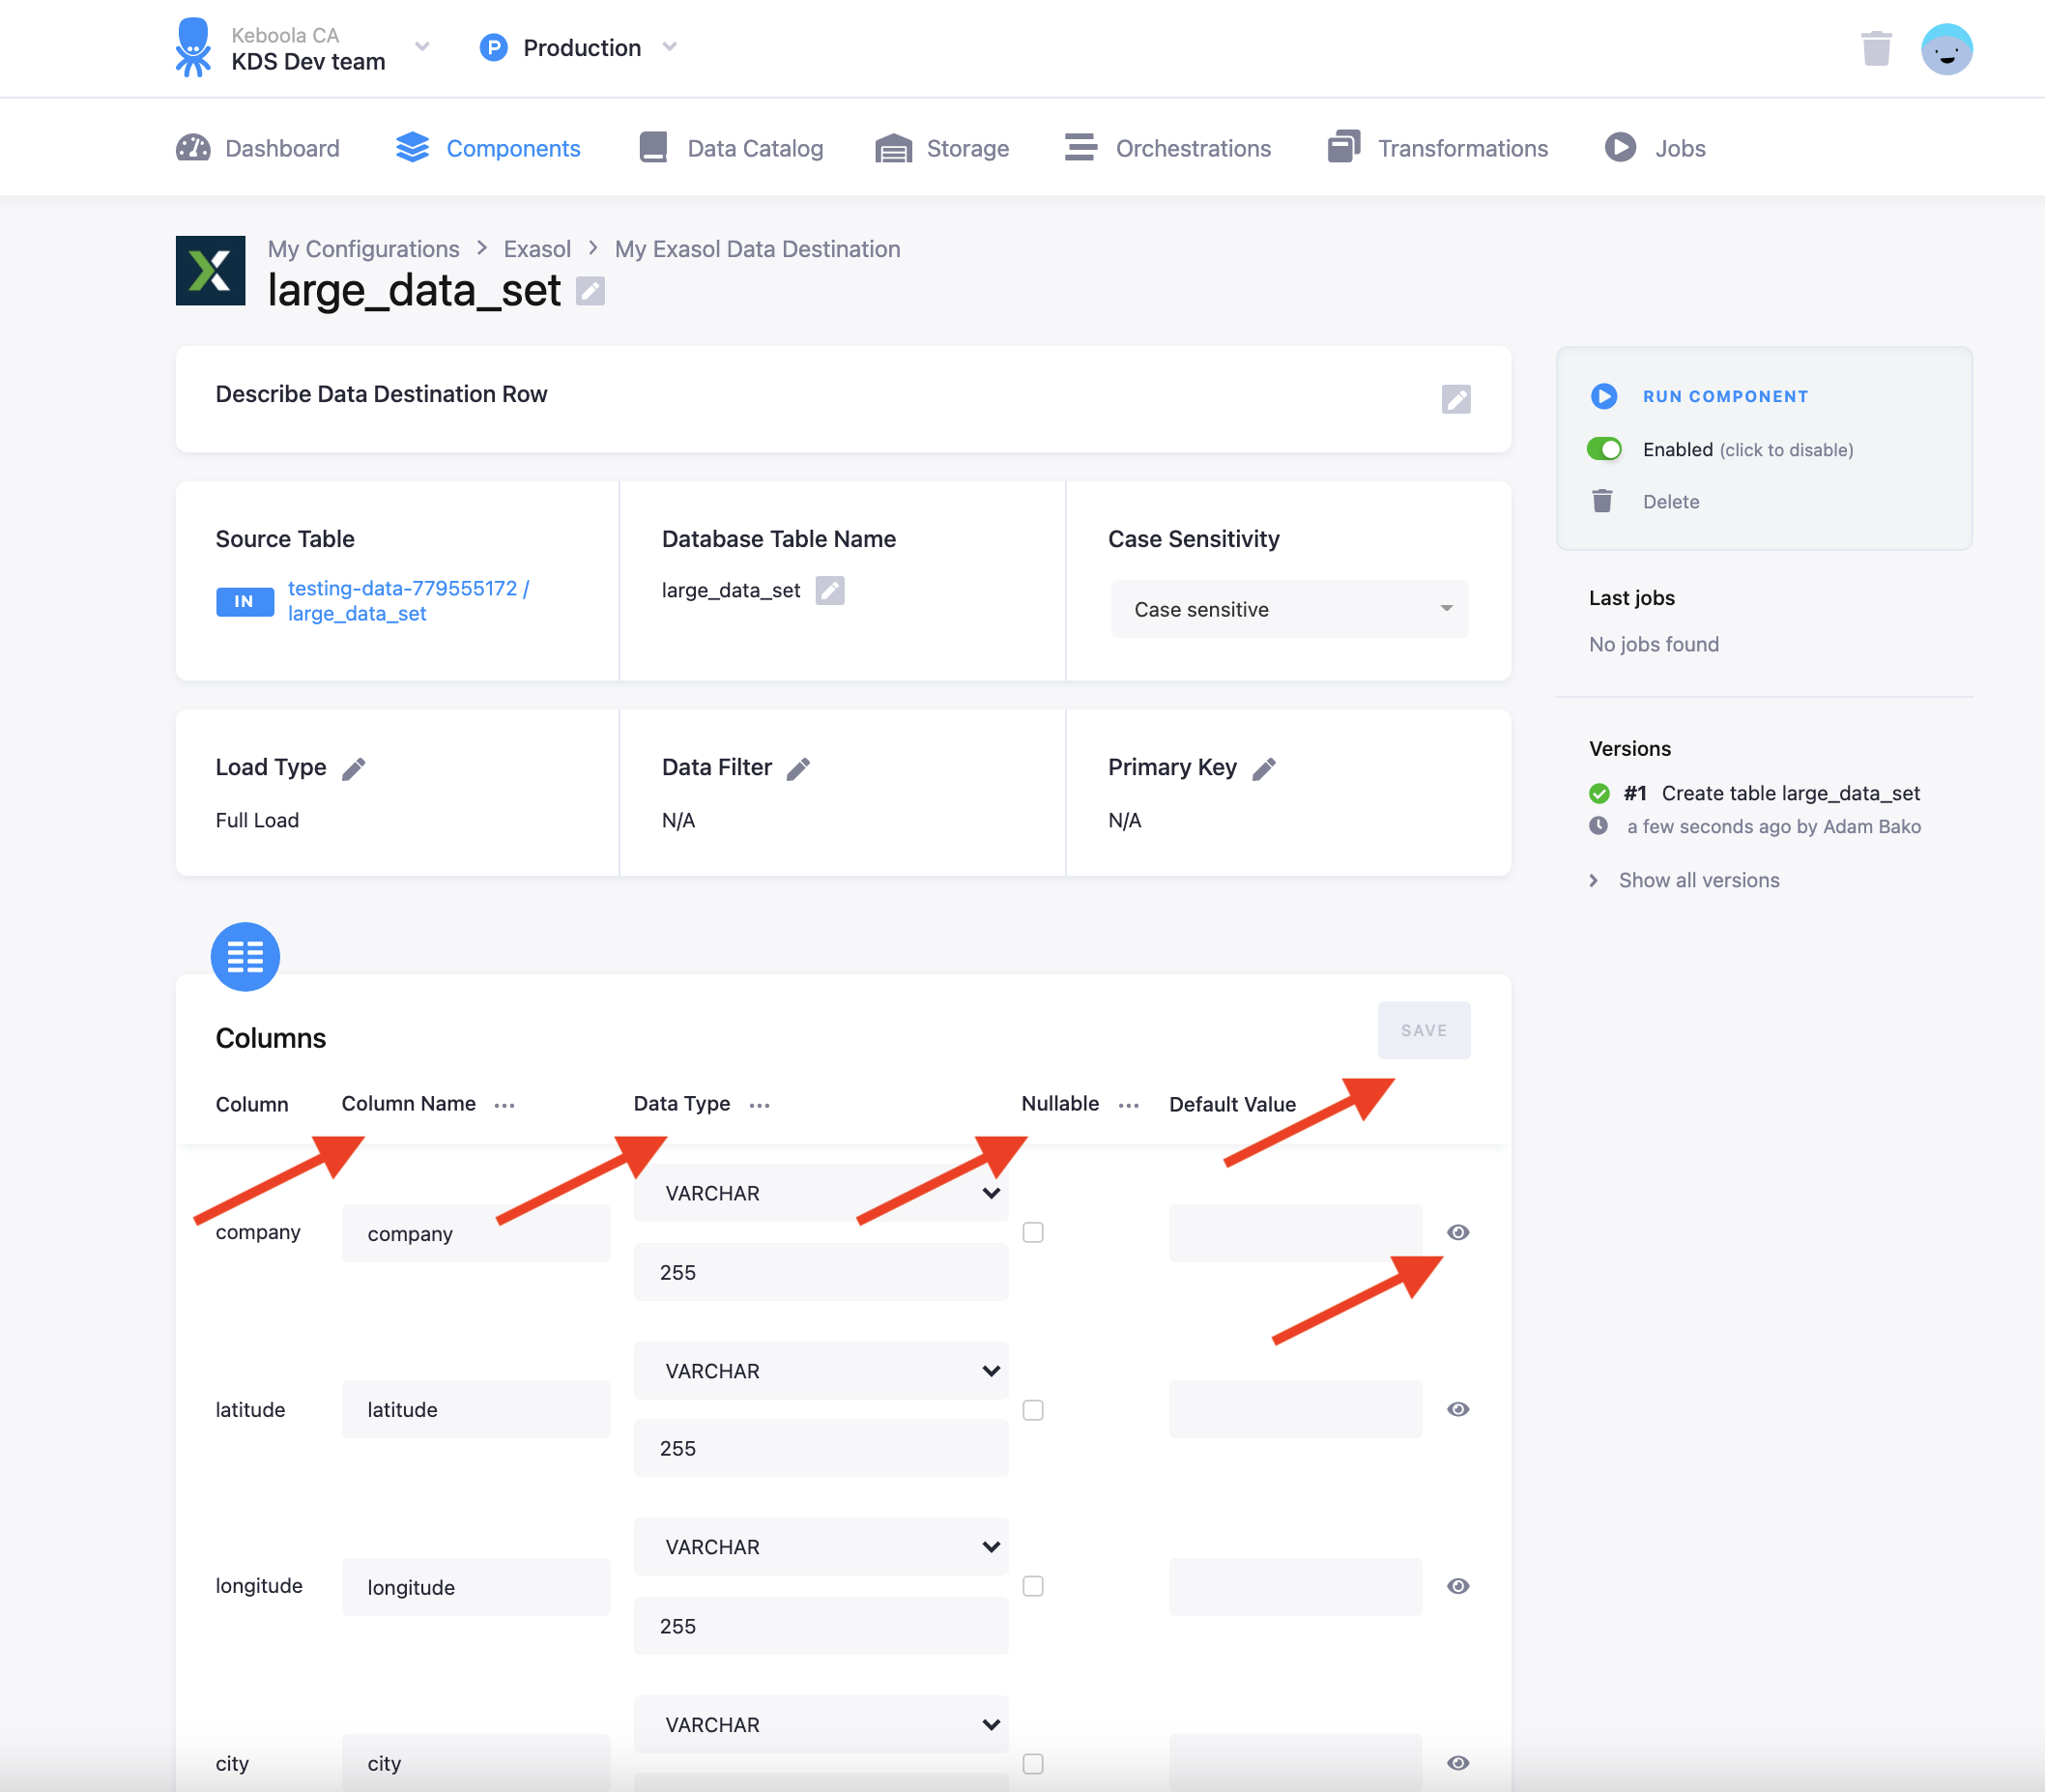 Keboola CA
KDS Dev team
P Production
Dashboard Components Data Catalog Storage Orchestrations Transformations Jobs
My Configurations > Exasol > My Exasol Data Destination
large_data_set
Describe Data Destination Row
RUN COMPONENT
Enabled (click to disable)
Delete
Source Table
IN testing-data-779555172 /
large_data_set
Database Table Name
large_data_set
Case Sensitivity
Case sensitive
Last jobs
No jobs found
Load Type
Full Load
Data Filter
N/A
Primary Key
N/A
Versions
#1 Create table large_data_set
a few seconds ago by Adam Bako
Show all versions
Columns
SAVE
Column Column Name ... Data Type ... Nullable ... Default Value
company company VARCHAR
255
latitude latitude VARCHAR
255
longitude longitude VARCHAR
255
city city VARCHAR